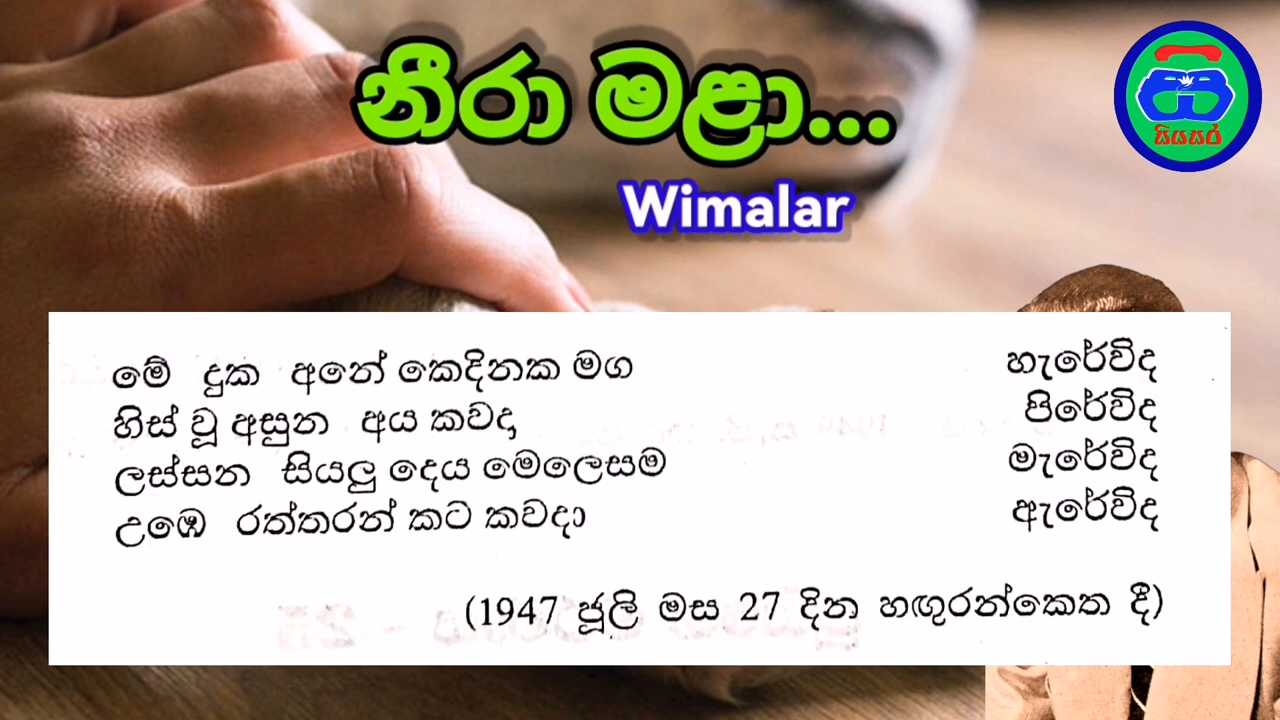 නීරා මළා...
සියසර
Wimalar
මේ දුක අනේ කෙදිනක මග හැරේවිද
හිස් වූ අසුන අය කවදා පිරේවිද
ලස්සන සියලු දෙය මෙලෙසම මැරේවිද
උඹෙ රත්තරන් කට කවදා ඇරේවිද
(1947 ජූලි මස 27 දින හඟුරන්කෙත දී)